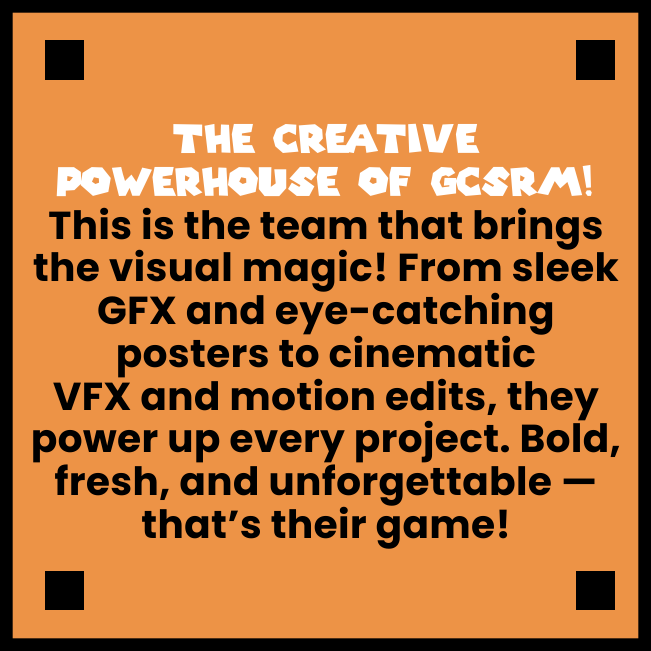 THE CREATIVE
POWERHOUSE OF GCSRM!
This is the team that brings
the visual magic! From sleek
GFX and eye-catching
posters to cinematic
VFX and motion edits, they
power up every project. Bold,
fresh, and unforgettable —
that’s their game!